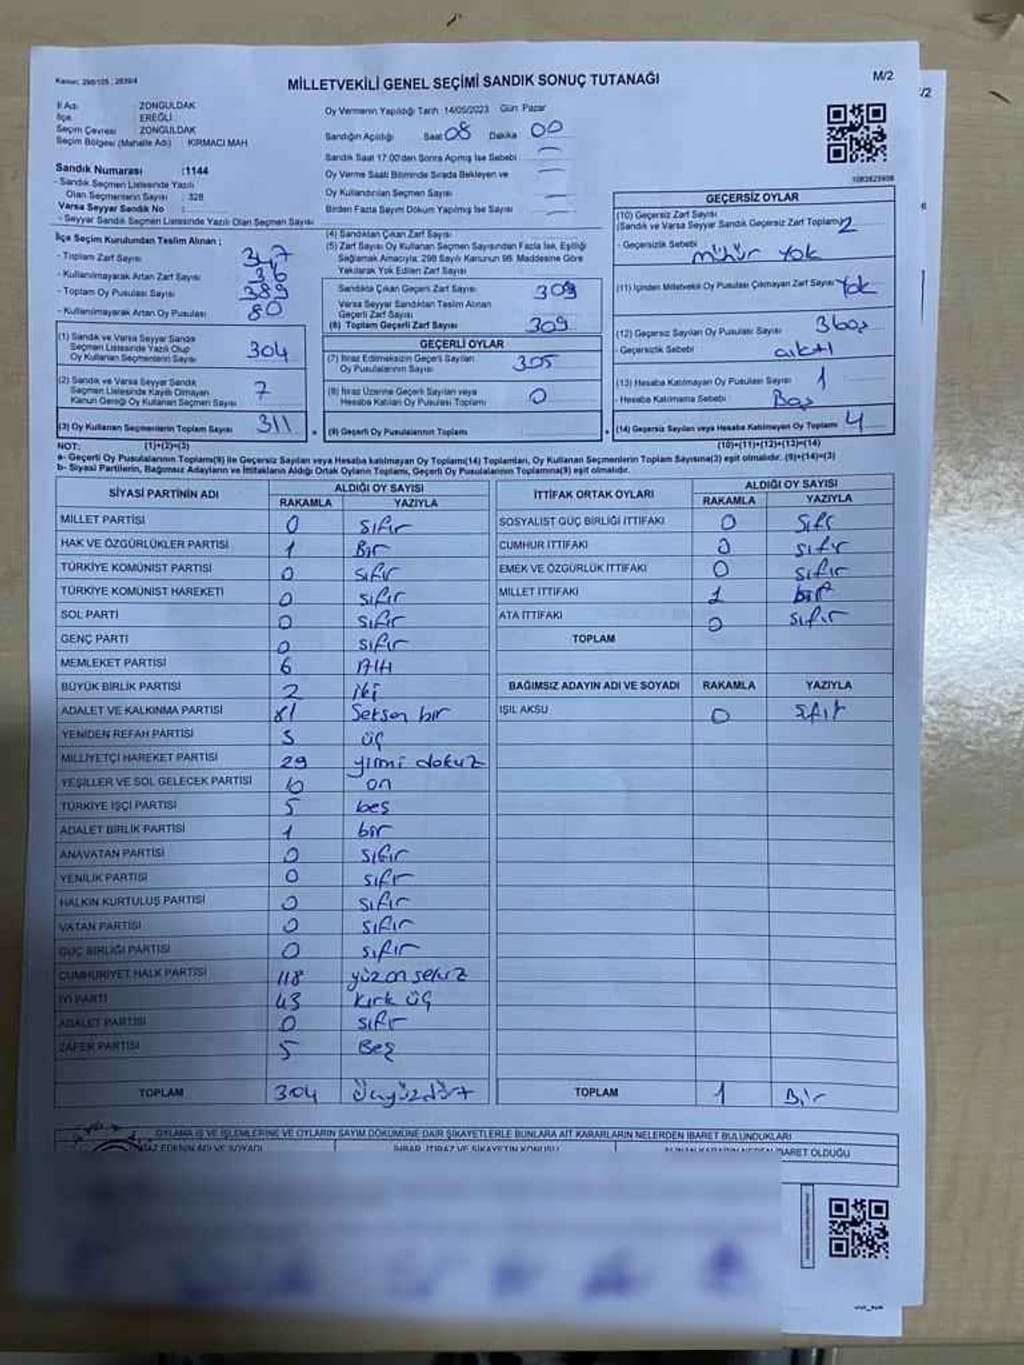 Kanun: 298/105 ; 2839/4
MİLLETVEKİLİ GENEL SEÇİMİ SANDIK SONUÇ TUTANAĞI
M/2
/2
İl Adı : ZONGULDAK
İlçe : EREĞLİ
Seçim Çevresi : ZONGULDAK
Seçim Bölgesi (Mahalle Adı) : KIRMACI MAH.
Sandık Numarası :1144
- Sandık Seçmen Listesinde Yazılı
Olan Seçmenlerin Sayısı : 328
Varsa Seyyar Sandık No :
- Seyyar Sandık Seçmen Listesinde Yazılı Olan Seçmen Sayısı :
Oy Vermenin Yapıldığı Tarih: 14/05/2023 Gün: Pazar
Sandığın Açıldığı Saat 08 Dakika 00
Sandık Saat 17:00'den Sonra Açılmış İse Sebebi
Oy Verme Saati Bitiminde Sırada Bekleyen ve
Oy Kullandırılan Seçmen Sayısı
Birden Fazla Sayım Döküm Yapılmış İse Sayısı
İlçe Seçim Kurulundan Teslim Alınan :
- Toplam Zarf Sayısı 347
- Kullanılmayarak Artan Zarf Sayısı 36
- Toplam Oy Pusulası Sayısı 389
- Kullanılmayarak Artan Oy Pusulası 80
(1) Sandık ve Varsa Seyyar Sandık
Seçmen Listesinde Yazılı Olup
Oy Kullanan Seçmenlerin Sayısı 304
(2) Sandık ve Varsa Seyyar Sandık
Seçmen Listesinde Kayıtlı Olmayan
Kanun Gereği Oy Kullanan Seçmen Sayısı 7
(3) Oy Kullanan Seçmenlerin Toplam Sayısı 311
(4) Sandıktan Çıkan Zarf Sayısı
(5) Zarf Sayısı Oy Kullanan Seçmen Sayısından Fazla İse, Eşitliği
Sağlamak Amacıyla, 298 Sayılı Kanunun 98. Maddesine Göre
Yakılarak Yok Edilen Zarf Sayısı
Sandıkta Çıkan Geçerli Zarf Sayısı 309
Varsa Seyyar Sandıktan Teslim Alınan
Geçerli Zarf Sayısı
(6) Toplam Geçerli Zarf Sayısı 309
GEÇERLİ OYLAR
(7) İtiraz Edilmeksizin Geçerli Sayılan
Oy Pusulalarının Sayısı 305
(8) İtiraz Üzerine Geçerli Sayılan veya
Hesaba Katılan Oy Pusulası Toplamı 0
(9) Geçerli Oy Pusulalarının Toplamı
GEÇERSİZ OYLAR
(10) Geçersiz Zarf Sayısı
(Sandık ve Varsa Seyyar Sandık Geçersiz Zarf Toplamı) 2
- Geçersizlik Sebebi mühür yok
(11) İçinden Milletvekili Oy Pusulası Çıkmayan Zarf Sayısı Yok
(12) Geçersiz Sayılan Oy Pusulası Sayısı
- Geçersizlik Sebebi
(13) Hesaba Katılmayan Oy Pusulası Sayısı 1
- Hesaba Katılmama Sebebi Boş
(14) Geçersiz Sayılan veya Hesaba Katılmayan Oy Toplamı 4
NOT: (1)+(2)=(3) (10)+(11)+(12)+(13)=(14)
a- Geçerli Oy Pusulalarının Toplamı(9) ile Geçersiz Sayılan veya Hesaba katılmayan Oy Toplamı(14) Toplamları, Oy Kullanan Seçmenlerin Toplam Sayısına(3) eşit olmalıdır. (9)+(14)=(3)
b- Siyasi Partilerin, Bağımsız Adayların ve İttifakların Aldığı Ortak Oyların Toplamı, Geçerli Oy Pusulalarının Toplamına(9) eşit olmalıdır.
SİYASİ PARTİNİN ADI ALDIĞI OY SAYISI
RAKAMLA YAZIYLA
MİLLET PARTİSİ 0 sıfır
HAK VE ÖZGÜRLÜKLER PARTİSİ 1 Bir
TÜRKİYE KOMÜNİST PARTİSİ 0 sıfır
TÜRKİYE KOMÜNİST HAREKETİ 0 sıfır
SOL PARTİ 0 sıfır
GENÇ PARTİ 0 sıfır
MEMLEKET PARTİSİ 6 Altı
BÜYÜK BİRLİK PARTİSİ 2 iki
ADALET VE KALKINMA PARTİSİ 81 Seksen bir
YENİDEN REFAH PARTİSİ 3 üç
MİLLİYETÇİ HAREKET PARTİSİ 29 yirmi dokuz
YEŞİLLER VE SOL GELECEK PARTİSİ 10 on
TÜRKİYE İŞÇİ PARTİSİ 5 beş
ADALET BİRLİK PARTİSİ 1 bir
ANAVATAN PARTİSİ 0 sıfır
YENİLİK PARTİSİ 0 sıfır
HALKIN KURTULUŞ PARTİSİ 0 sıfır
VATAN PARTİSİ 0 sıfır
GÜÇ BİRLİĞİ PARTİSİ 0 sıfır
CUMHURİYET HALK PARTİSİ 118 yüzon sekiz
İYİ PARTİ 43 Kırk üç
ADALET PARTİSİ 0 sıfır
ZAFER PARTİSİ 5 Beş
TOPLAM 304 Üçyüzdört
İTTİFAK ORTAK OYLARI ALDIĞI OY SAYISI
RAKAMLA YAZIYLA
SOSYALİST GÜÇ BİRLİĞİ İTTİFAKI 0 sıfır
CUMHUR İTTİFAKI 0 sıfır
EMEK VE ÖZGÜRLÜK İTTİFAKI 0 sıfır
MİLLET İTTİFAKI 1 bir
ATA İTTİFAKI 0 sıfır
TOPLAM
BAĞIMSIZ ADAYIN ADI VE SOYADI RAKAMLA YAZIYLA
IŞIL AKSU 0 sıfır
TOPLAM 1 Bir
OYLAMA İŞ VE İŞLEMLERİNE VE OYLARIN SAYIM DÖKÜMÜNE DAİR ŞİKAYETLERLE BUNLARA AİT KARARLARIN NELERDEN İBARET BULUNDUKLARI
İHBAR, İTİRAZ VE ŞİKAYETİN KONUSU